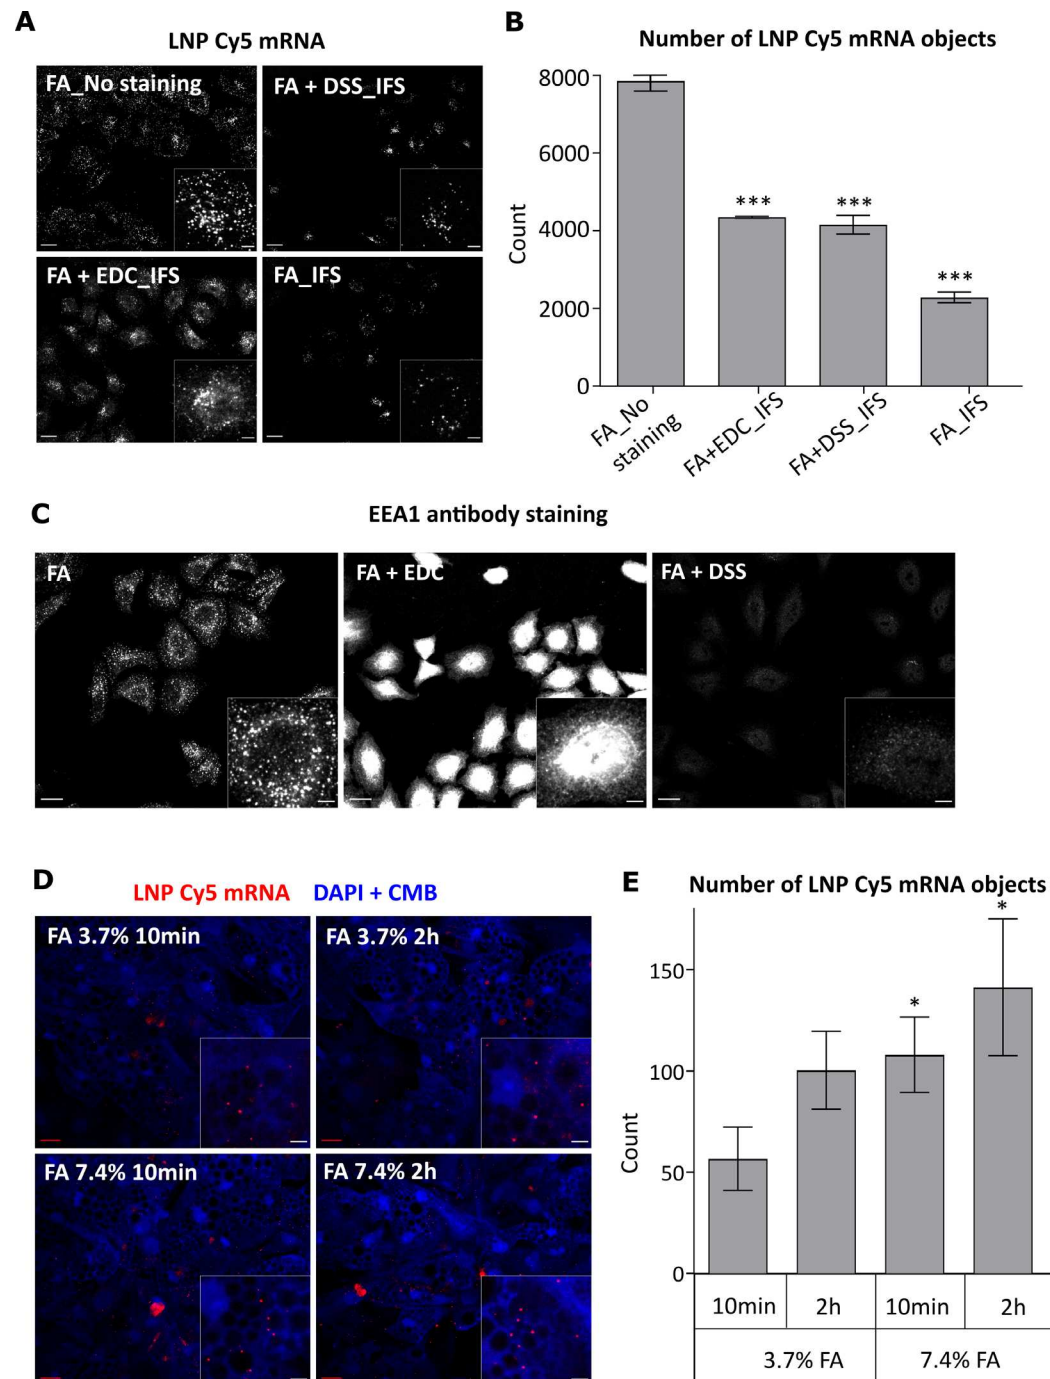 A
LNP Cy5 mRNA
FA_No staining
FA + DSS_IFS
FA + EDC_IFS
FA_IFS
B
Number of LNP Cy5 mRNA objects
8000
6000
4000
2000
0
Count
***
***
***
FA_No
staining
FA+EDC_IFS
FA+DSS_IFS
FA_IFS
C
EEA1 antibody staining
FA
FA + EDC
FA + DSS
D
LNP Cy5 mRNA DAPI + CMB
FA 3.7% 10min
FA 3.7% 2h
FA 7.4% 10min
FA 7.4% 2h
E
Number of LNP Cy5 mRNA objects
150
100
50
0
Count
*
*
10min 2h 10min 2h
3.7% FA 7.4% FA